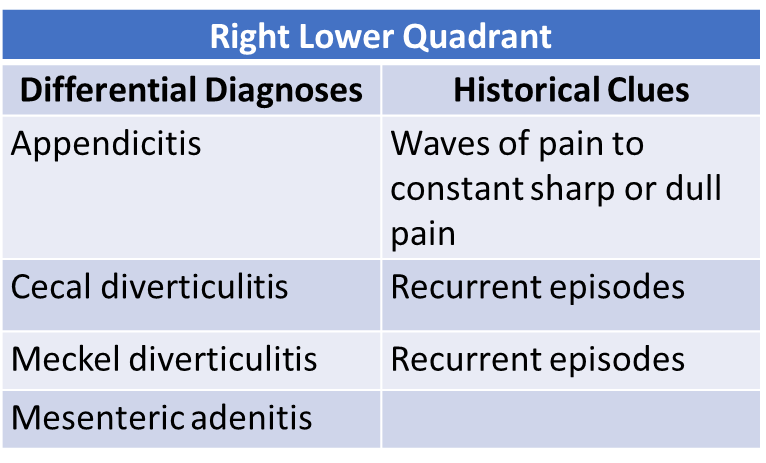 Right Lower Quadrant
Differential Diagnoses Historical Clues
Appendicitis Waves of pain to
constant sharp or dull
pain
Cecal diverticulitis Recurrent episodes
Meckel diverticulitis Recurrent episodes
Mesenteric adenitis